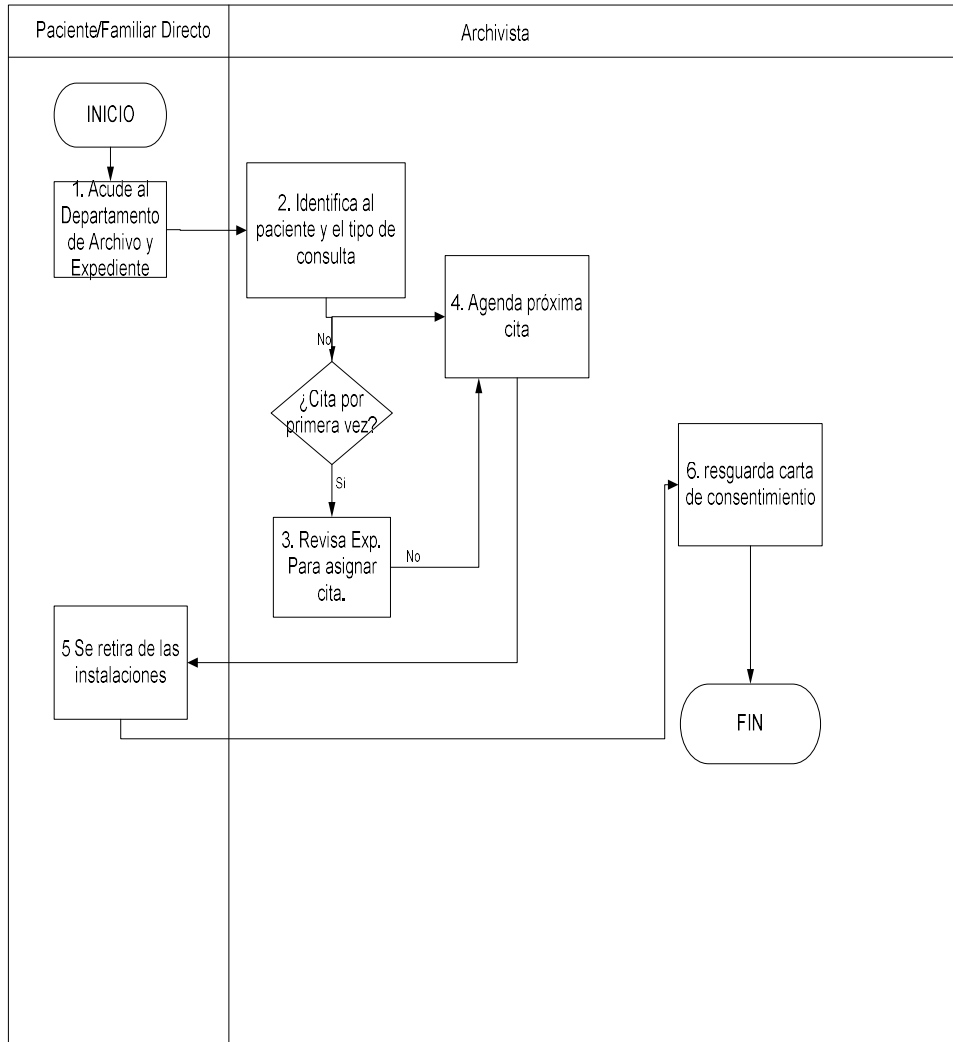 Paciente/Familiar Directo
Archivista
INICIO
1. Acude al
Departamento
de Archivo y
Expediente
2. Identifica al
paciente y el tipo de
consulta
4. Agenda próxima
cita
No
¿Cita por
primera vez?
Si
3. Revisa Exp.
Para asignar
cita.
No
6. resguarda carta
de consentimientio
5 Se retira de las
instalaciones
FIN